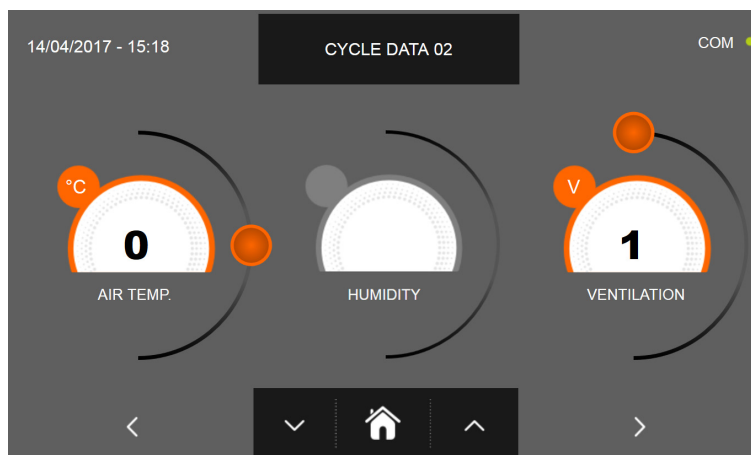 14/04/2017 - 15:18
CYCLE DATA 02
COM
°C
V
0
1
AIR TEMP.
HUMIDITY
VENTILATION